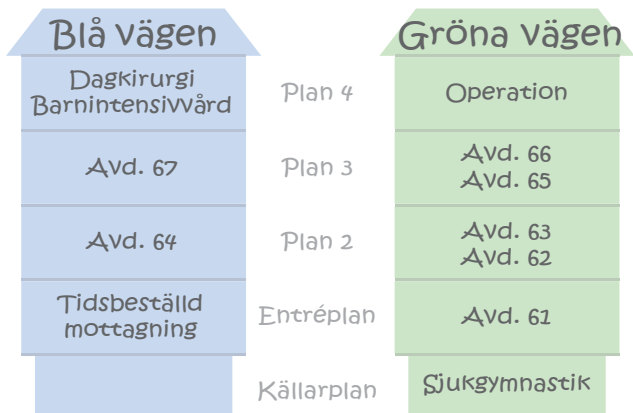 Blå vägen
Gröna vägen
Dagkirurgi
Barnintensivvård
Plan 4
Operation
Avd. 67
Plan 3
Avd. 66
Avd. 65
Avd. 64
Plan 2
Avd. 63
Avd. 62
Tidsbeställd
mottagning
Entréplan
Avd. 61
Källarplan
Sjukgymnastik